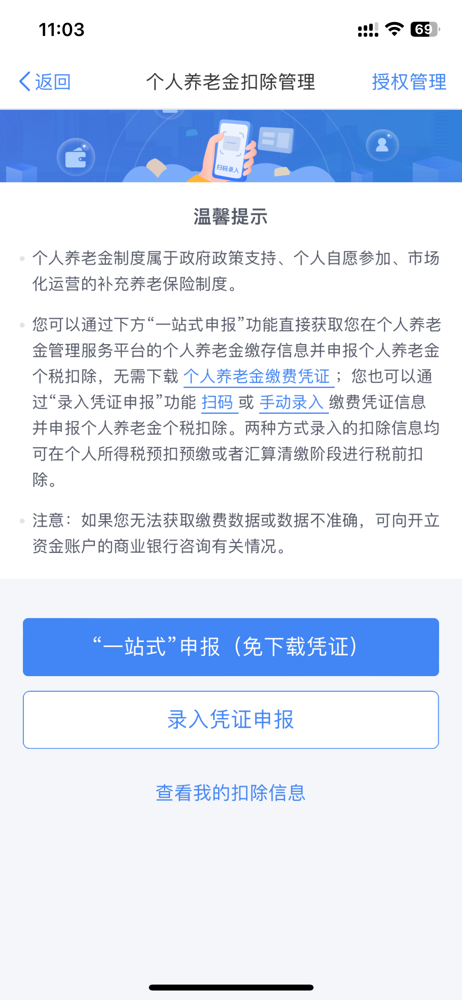 11:03
69
返回
个人养老金扣除管理
授权管理
扫码录入
温馨提示
个人养老金制度属于政府政策支持、个人自愿参加、市场
化运营的补充养老保险制度。
您可以通过下方“一站式申报”功能直接获取您在个人养老
金管理服务平台的个人养老金缴存信息并申报个人养老金
个税扣除，无需下载 个人养老金缴费凭证 ；您也可以通
过“录入凭证申报”功能 扫码 或 手动录入 缴费凭证信息
并申报个人养老金个税扣除。两种方式录入的扣除信息均
可在个人所得税预扣预缴或者汇算清缴阶段进行税前扣
除。
注意：如果您无法获取缴费数据或数据不准确，可向开立
资金账户的商业银行咨询有关情况。
“一站式”申报（免下载凭证）
录入凭证申报
查看我的扣除信息